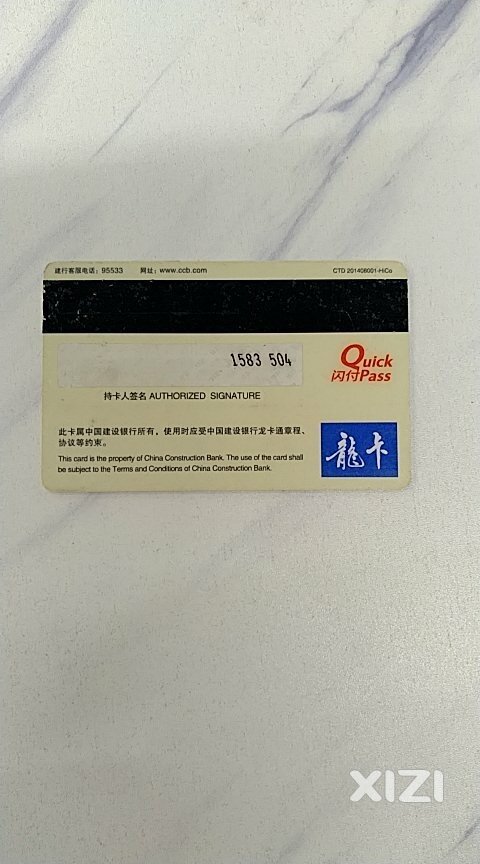 建行客服电话：95533 网址：www.ccb.com CTD 201408001-HiCo
1583 504
Quick
闪付Pass
持卡人签名 AUTHORIZED SIGNATURE
此卡属中国建设银行所有，使用时应受中国建设银行龙卡通章程、
协议等约束。
This card is the property of China Construction Bank. The use of the card shall
be subject to the Terms and Conditions of China Construction Bank.
龍卡
XIZI